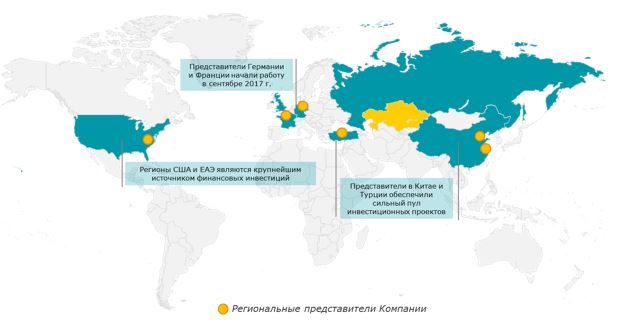 Представители Германии
и Франции начали работу
в сентябре 2017 г.
Регионы США и ЕАЭ являются крупнейшим
источником финансовых инвестиций
Представители в Китае и
Турции обеспечили
сильный пул
инвестиционных проектов
Региональные представители Компании